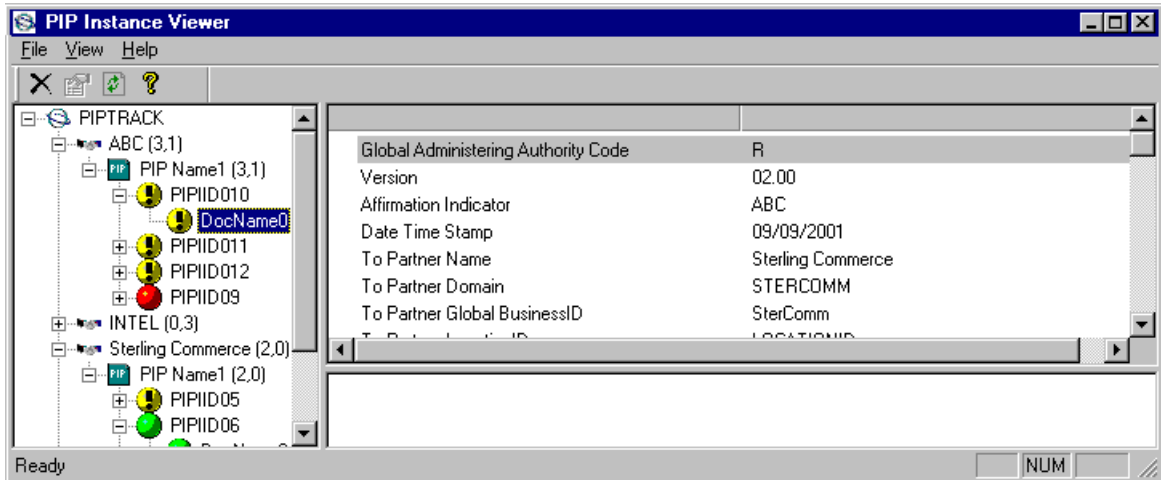 PIP Instance Viewer
File View Help
PIPTRACK
ABC (3,1)
PIP Name1 (3,1)
PIPIID010
DocName0
PIPIID011
PIPIID012
PIPIID09
INTEL (0,3)
Sterling Commerce (2,0)
PIP Name1 (2,0)
PIPIID05
PIPIID06
Global Administering Authority Code R
Version 02.00
Affirmation Indicator ABC
Date Time Stamp 09/09/2001
To Partner Name Sterling Commerce
To Partner Domain STERCOMM
To Partner Global BusinessID SterComm
Ready NUM